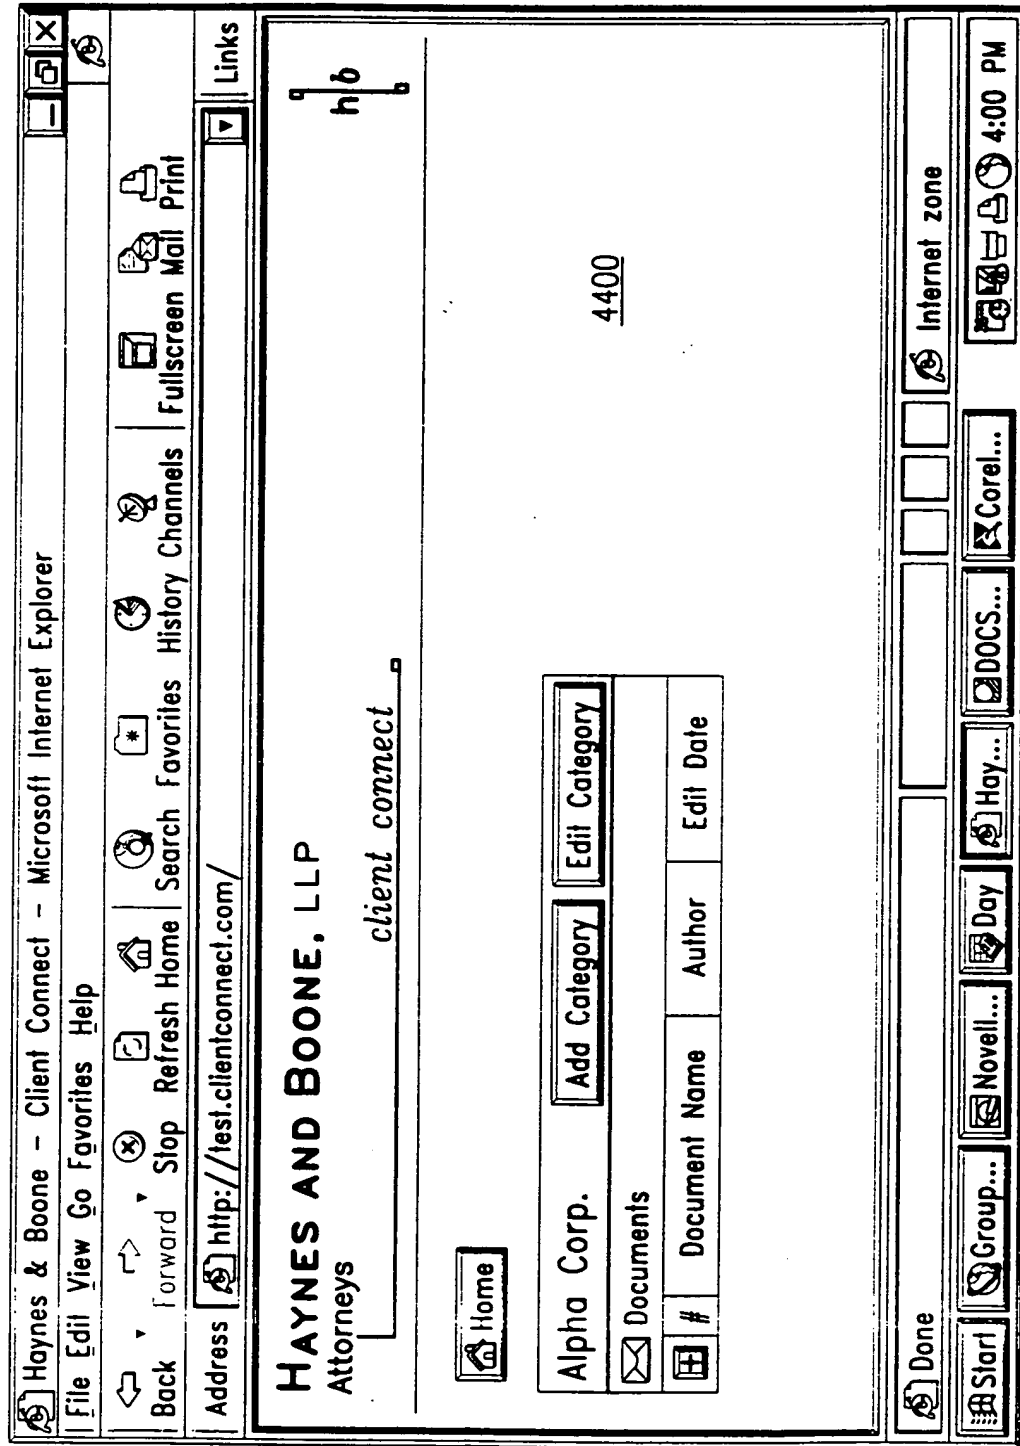 Haynes & Boone – Client Connect – Microsoft Internet Explorer
File Edit View Go Favorites Help
Back Forward Stop Refresh Home Search Favorites History Channels Fullscreen Mail Print
Address http://test.clientconnect.com/ Links
HAYNES AND BOONE, LLP
Attorneys
client connect
h b
Home
4400
Alpha Corp. Add Category Edit Category
Documents
# Document Name Author Edit Date
Done Internet zone
Start Group... Novell... Day Hay... DOCS... Corel... 4:00 PM